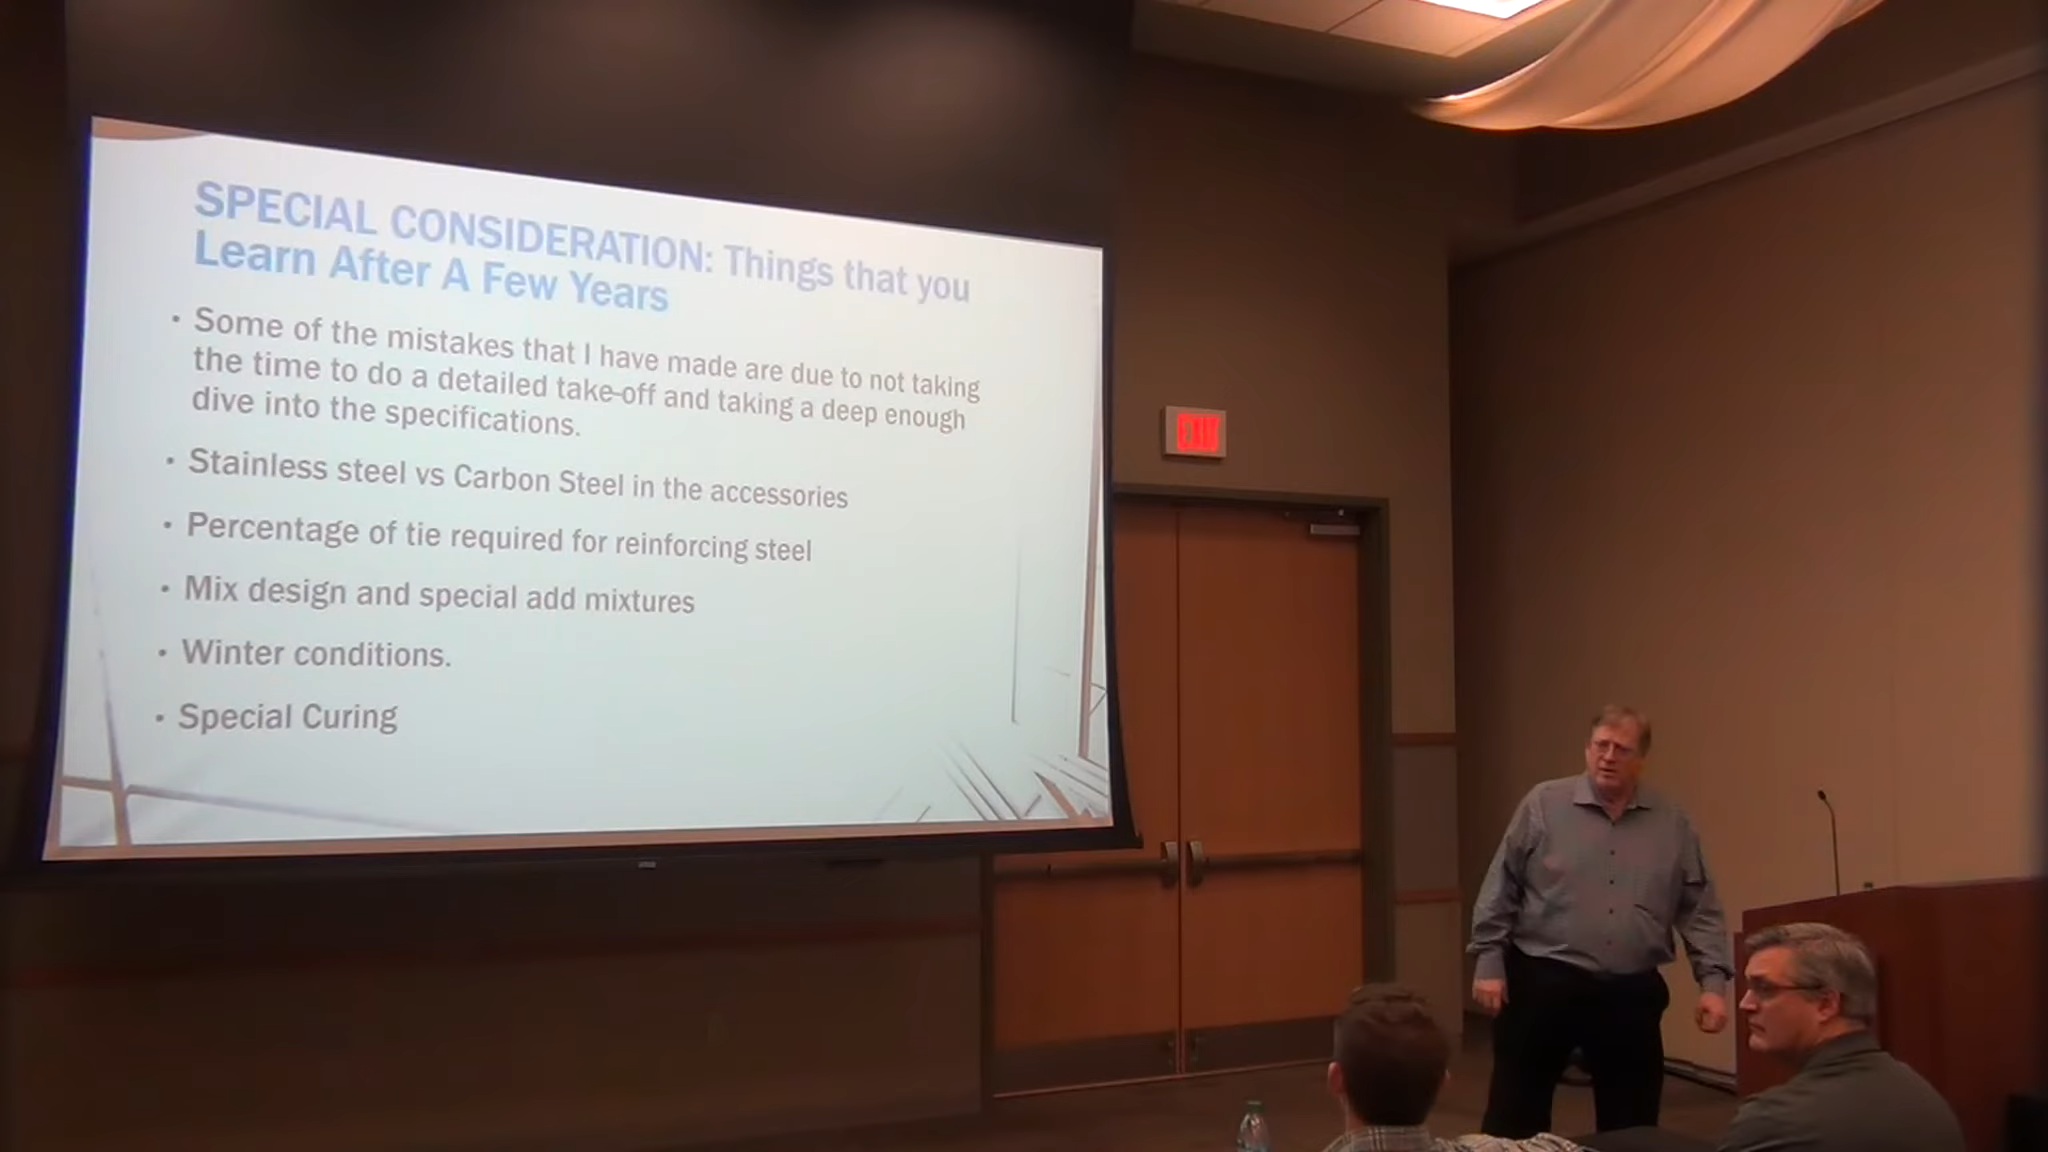 SPECIAL CONSIDERATION: Things that you
Learn After A Few Years
• Some of the mistakes that I have made are due to not taking
the time to do a detailed take-off and taking a deep enough
dive into the specifications.
• Stainless steel vs Carbon Steel in the accessories
• Percentage of tie required for reinforcing steel
• Mix design and special add mixtures
• Winter conditions.
• Special Curing
EXIT